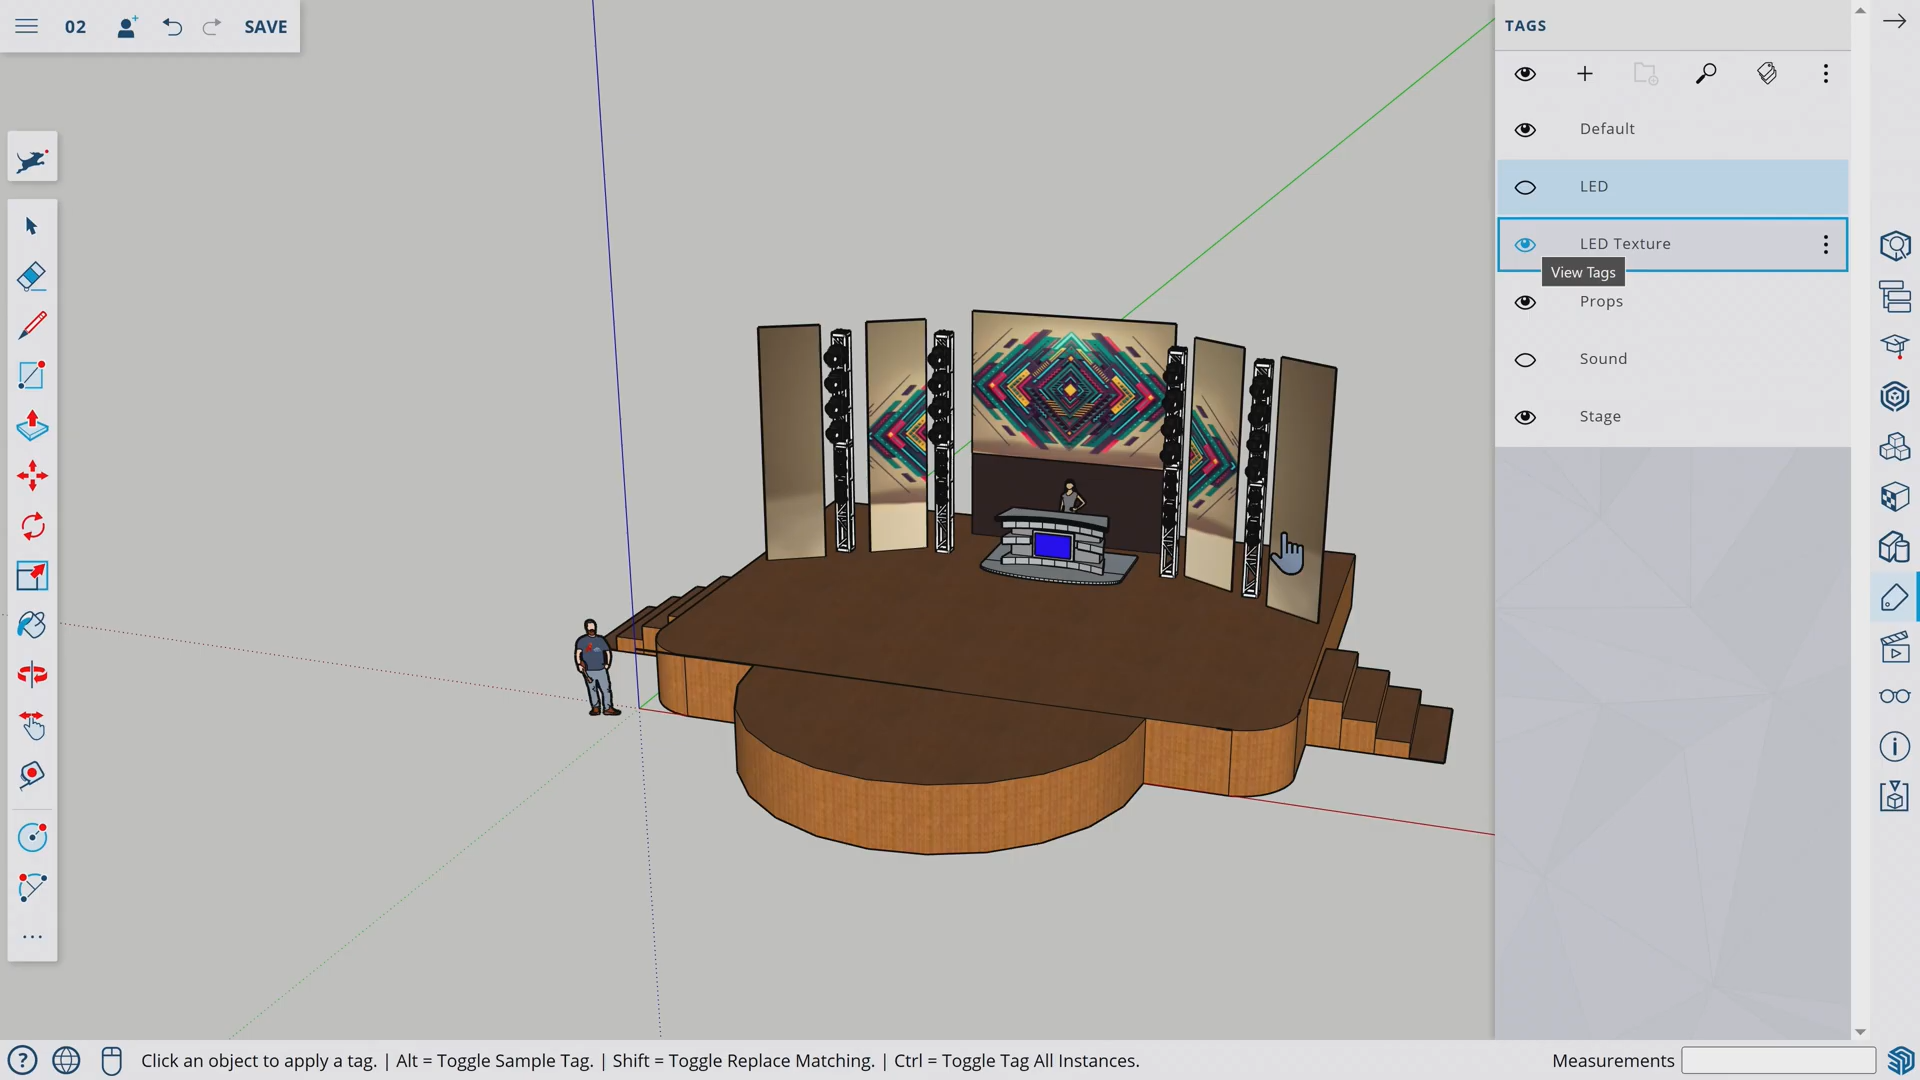 02
SAVE
TAGS
Default
LED
LED Texture
View Tags
Props
Sound
Stage
Click an object to apply a tag. | Alt = Toggle Sample Tag. | Shift = Toggle Replace Matching. | Ctrl = Toggle Tag All Instances.
Measurements